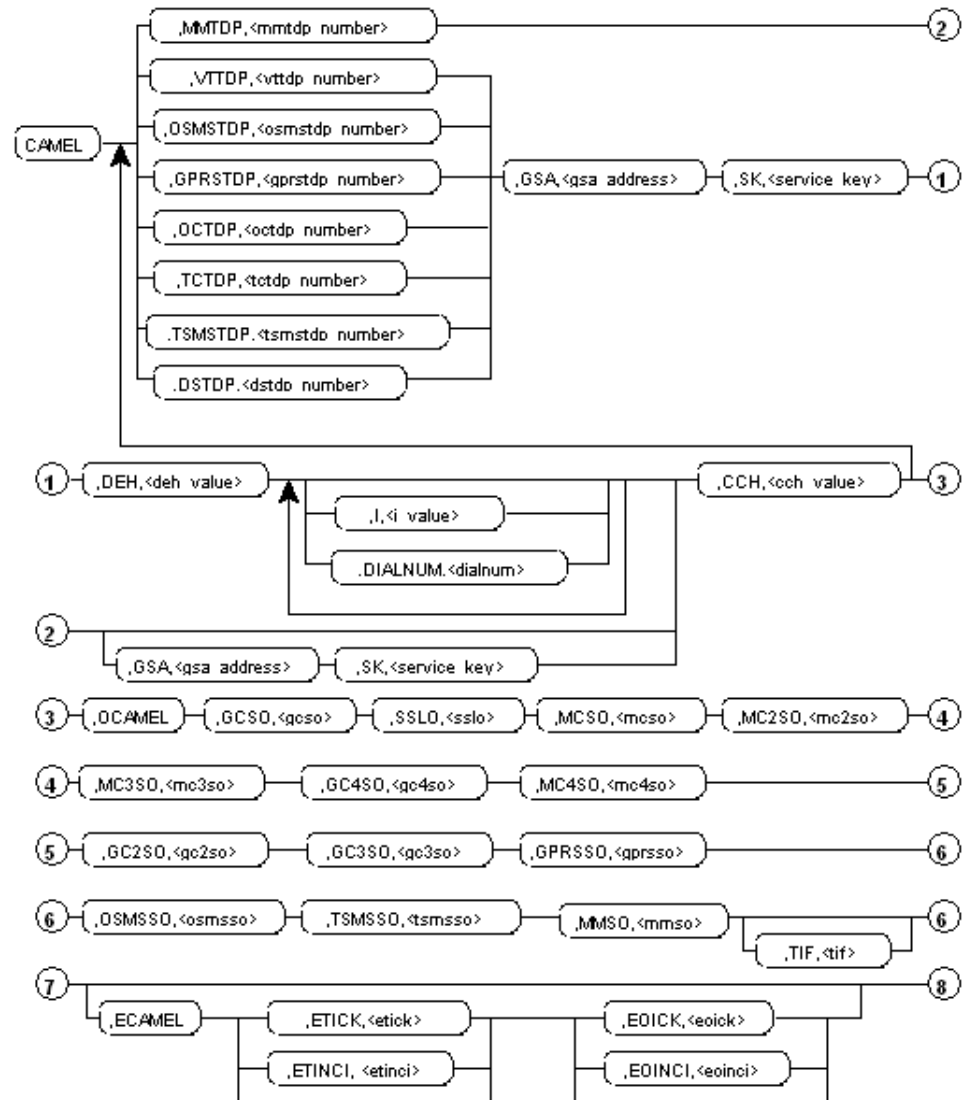 ,MMTDP,<mmtdp number>
2
,VTTDP,<vttdp number>
,OSMSTDP,<osmstdp number>
CAMEL
,GPRSTDP,<gprstdp number>
,GSA,<gsa address>
,SK,<service key>
1
,OCTDP,<octdp number>
,TCTDP,<tctdp number>
.TSMSTDP.<tsmstdp number>
.DSTDP.<dstdp number>
1
,DEH,<deh value>
,CCH,<cch value>
3
,I,<i value>
.DIALNUM.<dialnum>
2
,GSA,<gsa address>
,SK,<service key>
3
,OCAMEL
,GCSO,<gcso>
,SSLO,<sslo>
,MCSO,<mcso>
,MC2SO,<mc2so>
4
4
,MC3SO,<mc3so>
,GC4SO,<gc4so>
,MC4SO,<mc4so>
5
5
,GC2SO,<gc2so>
,GC3SO,<gc3so>
,GPRSSO,<gprsso>
6
6
,OSMSSO,<osmsso>
,TSMSSO,<tsmsso>
,MMSO,<mmso>
6
,TIF,<tif>
7
8
,ECAMEL
,ETICK,<etick>
,EOICK,<eoick>
,ETINCI, <etinci>
,EOINCI,<eoinci>